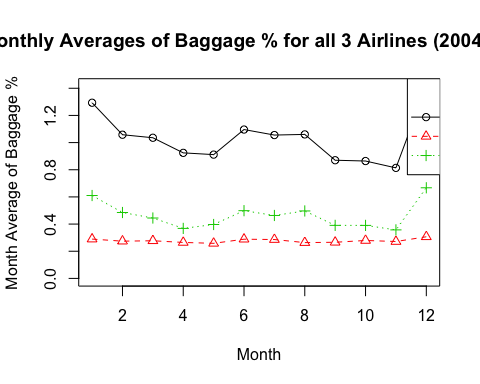 onthly Averages of Baggage % for all 3 Airlines (2004
Month Average of Baggage %
1.2
0.8
0.4
0.0
2 4 6 8 10 12
Month